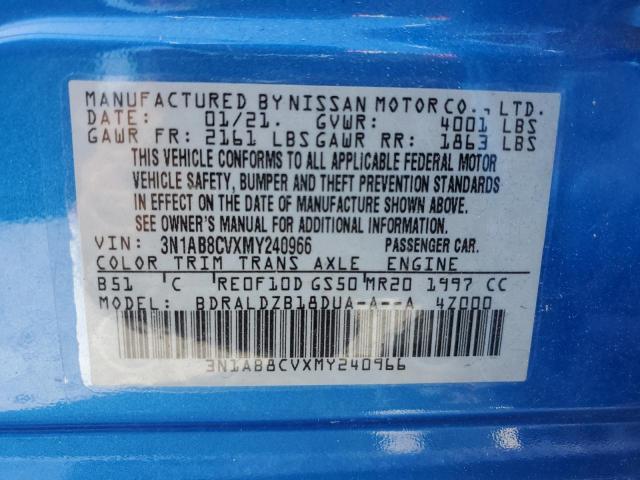 MANUFACTURED BY NISSAN MOTOR CO., LTD.
DATE: 01/21. GVWR: 4001 LBS
GAWR FR: 2161 LBS GAWR RR: 1863 LBS
THIS VEHICLE CONFORMS TO ALL APPLICABLE FEDERAL MOTOR
VEHICLE SAFETY, BUMPER AND THEFT PREVENTION STANDARDS
IN EFFECT ON THE DATE OF MANUFACTURE SHOWN ABOVE.
SEE OWNER'S MANUAL FOR ADDITIONAL INFORMATION.
VIN: 3N1AB8CVXMY240966 PASSENGER CAR.
COLOR TRIM TRANS AXLE ENGINE
B51 C RE0F10D GS50 MR20 1997 CC
MODEL: BDRALDZB18DUA-A--A 4Z000
3N1AB8CVXMY240966